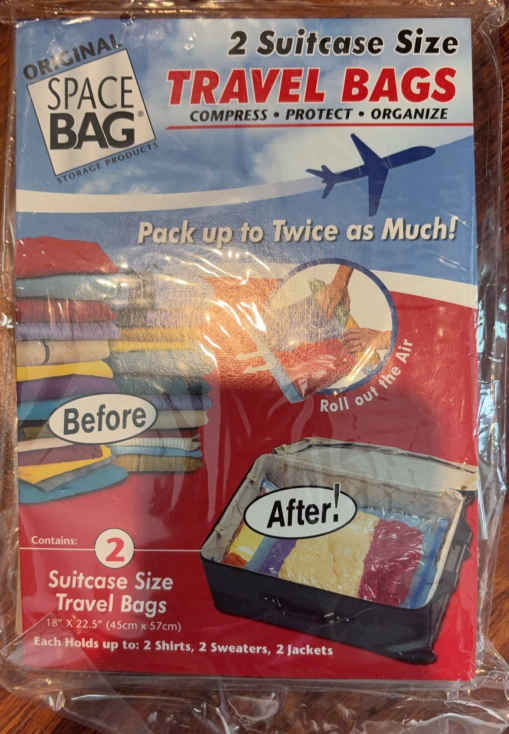 ORIGINAL
SPACE
BAG®
STORAGE PRODUCTS
2 Suitcase Size
TRAVEL BAGS
COMPRESS • PROTECT • ORGANIZE
Pack up to Twice as Much!
Roll out the Air
Before
After!
Contains:
2
Suitcase Size
Travel Bags
18" X 22.5" (45cm x 57cm)
Each Holds up to: 2 Shirts, 2 Sweaters, 2 Jackets